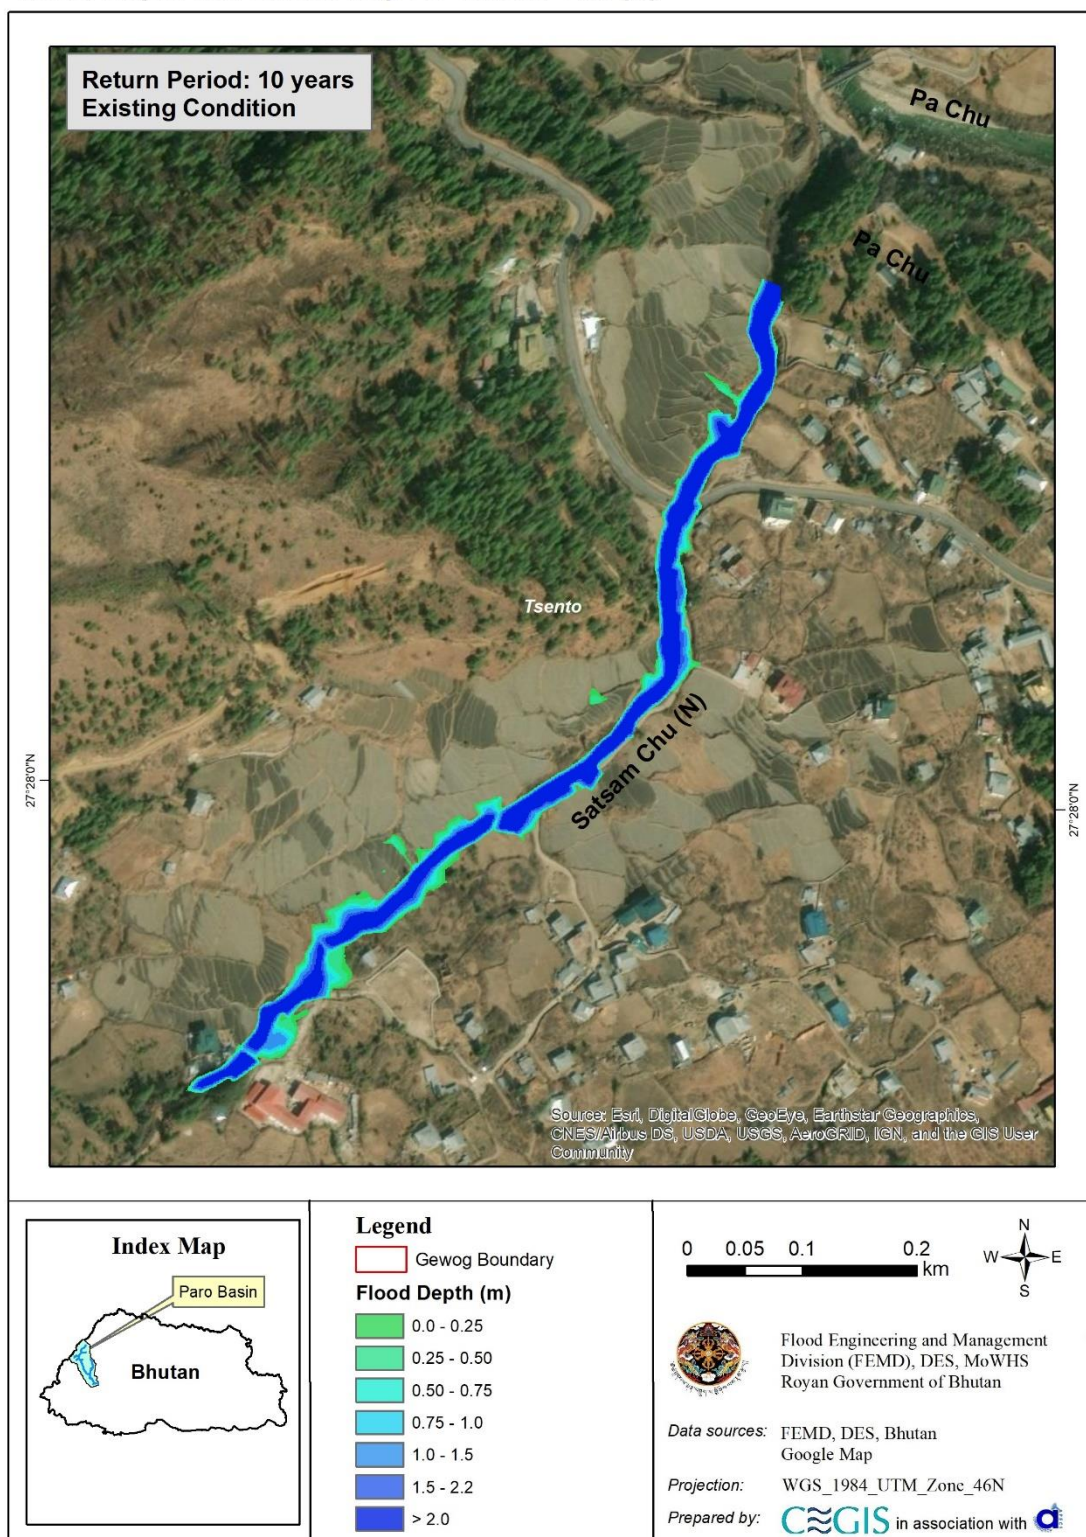 Return Period: 10 years
Existing Condition
Pa Chu
Pa Chu
Tsento
Satsam Chu (N)
27°28'0"N
27°28'0"N
Source: Esri, DigitalGlobe, GeoEye, Earthstar Geographics,
CNES/Airbus DS, USDA, USGS, AeroGRID, IGN, and the GIS User
Community
Index Map
Paro Basin
Bhutan
Legend
Gewog Boundary
Flood Depth (m)
0.0 - 0.25
0.25 - 0.50
0.50 - 0.75
0.75 - 1.0
1.0 - 1.5
1.5 - 2.2
> 2.0
0 0.05 0.1 0.2
km
N
W E
S
Flood Engineering and Management
Division (FEMD), DES, MoWHS
Royan Government of Bhutan
Data sources: FEMD, DES, Bhutan
Google Map
Projection: WGS_1984_UTM_Zone_46N
Prepared by: CEGIS in association with